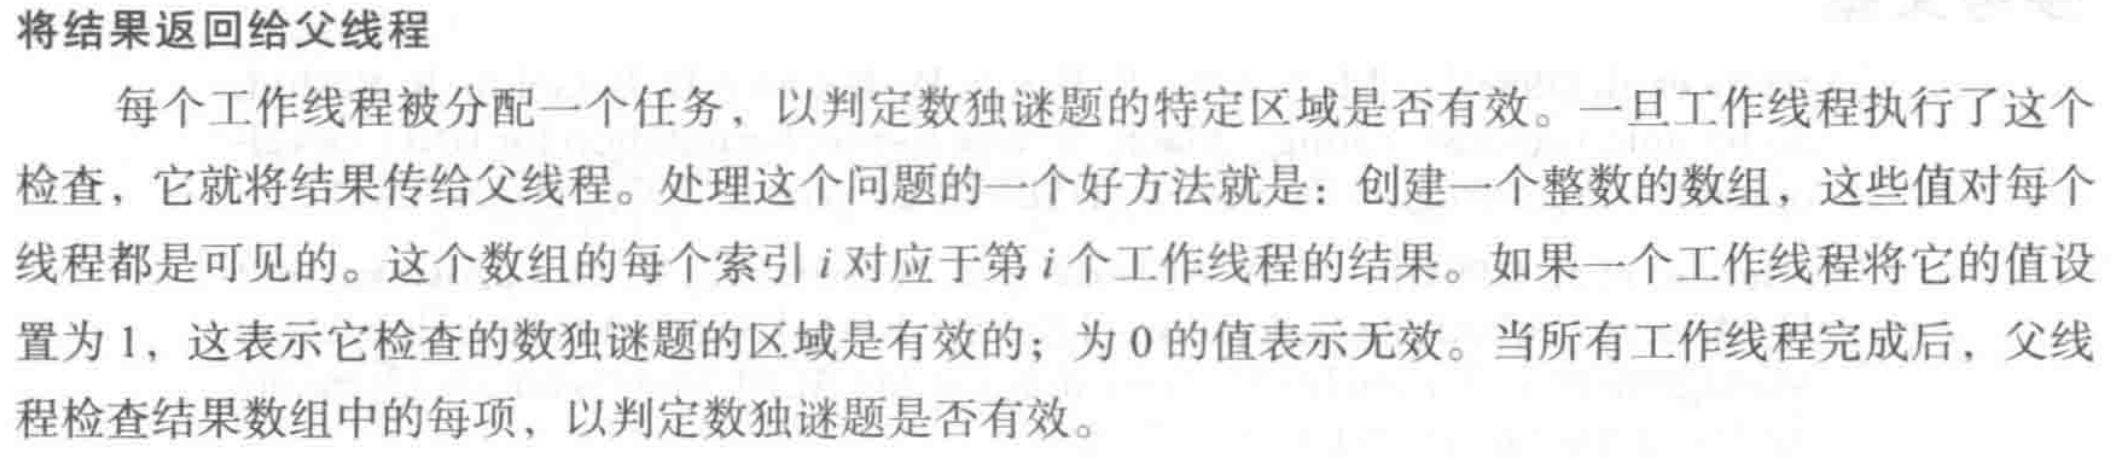 将结果返回给父线程
每个工作线程被分配一个任务，以判定数独谜题的特定区域是否有效。一旦工作线程执行了这个
检查，它就将结果传给父线程。处理这个问题的一个好方法就是：创建一个整数的数组，这些值对每个
线程都是可见的。这个数组的每个索引 i 对应于第 i 个工作线程的结果。如果一个工作线程将它的值设
置为 1，这表示它检查的数独谜题的区域是有效的；为 0 的值表示无效。当所有工作线程完成后，父线
程检查结果数组中的每项，以判定数独谜题是否有效。